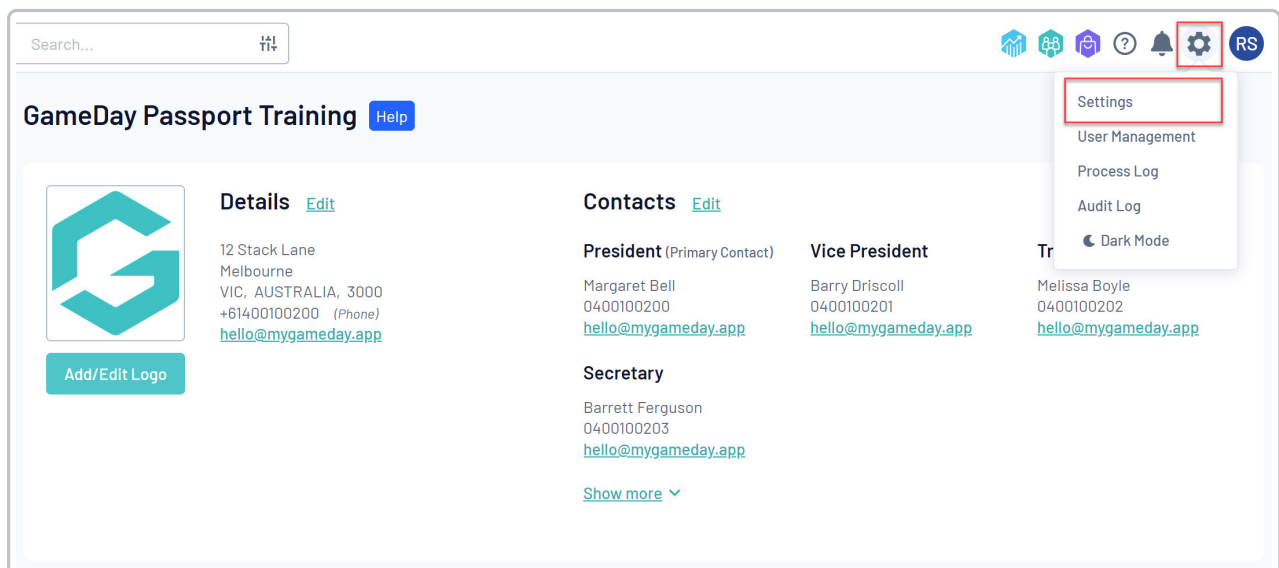 Search...
RS
Settings
User Management
Process Log
Audit Log
Dark Mode
GameDay Passport Training Help
Add/Edit Logo
Details Edit
12 Stack Lane
Melbourne
VIC, AUSTRALIA, 3000
+61400100200 (Phone)
hello@mygameday.app
Contacts Edit
President (Primary Contact)
Margaret Bell
0400100200
hello@mygameday.app
Vice President
Barry Driscoll
0400100201
hello@mygameday.app
Tr
Melissa Boyle
0400100202
hello@mygameday.app
Secretary
Barrett Ferguson
0400100203
hello@mygameday.app
Show more